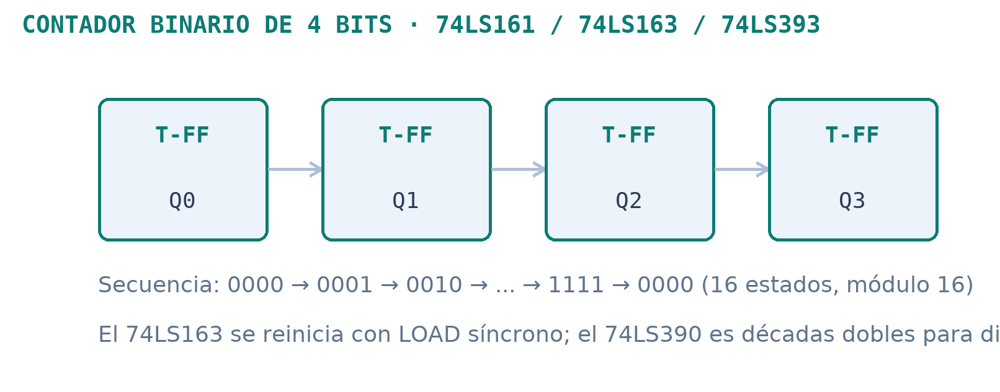 CONTADOR BINARIO DE 4 BITS · 74LS161 / 74LS163 / 74LS393
T-FF T-FF T-FF T-FF
Q0 Q1 Q2 Q3
Secuencia: 0000 → 0001 → 0010 → ... → 1111 → 0000 (16 estados, módulo 16)
El 74LS163 se reinicia con LOAD síncrono; el 74LS390 es décadas dobles para